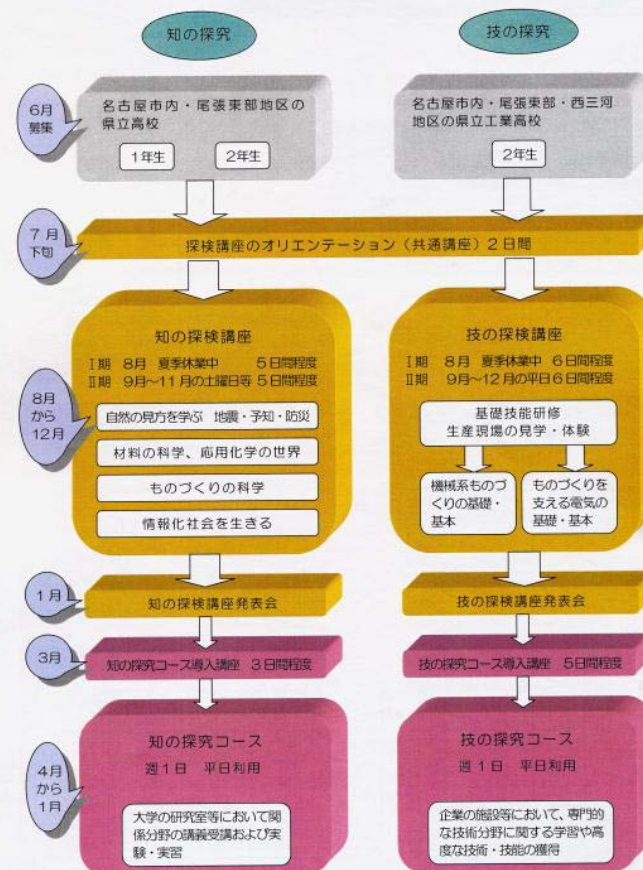 知の探究
技の探究
6月
募集
名古屋市内・尾張東部地区の
県立高校
1年生
2年生
名古屋市内・尾張東部・西三河
地区の県立工業高校
2年生
7月
下旬
探検講座のオリエンテーション(共通講座)2日間
8月
から
12月
知の探検講座
Ⅰ期 8月 夏季休業中 5日間程度
Ⅱ期 9月~11月の土曜日等 5日間程度
自然の見方を学ぶ 地震・予知・防災
材料の科学、応用化学の世界
ものづくりの科学
情報化社会を生きる
技の探検講座
Ⅰ期 8月 夏季休業中 6日間程度
Ⅱ期 9月~12月の平日6日間程度
基礎技能研修
生産現場の見学・体験
機械系ものづ
くりの基礎・
基本
ものづくりを
支える電気の
基礎・基本
1月
知の探検講座発表会
技の探検講座発表会
3月
知の探究コース導入講座 3日間程度
技の探究コース導入講座 5日間程度
4月
から
1月
知の探究コース
週1日 平日利用
大学の研究室等において関
係分野の講義受講および実
験・実習
技の探究コース
週1日 平日利用
企業の施設等において、専門的
な技術分野に関する学習や高
度な技術・技能の獲得